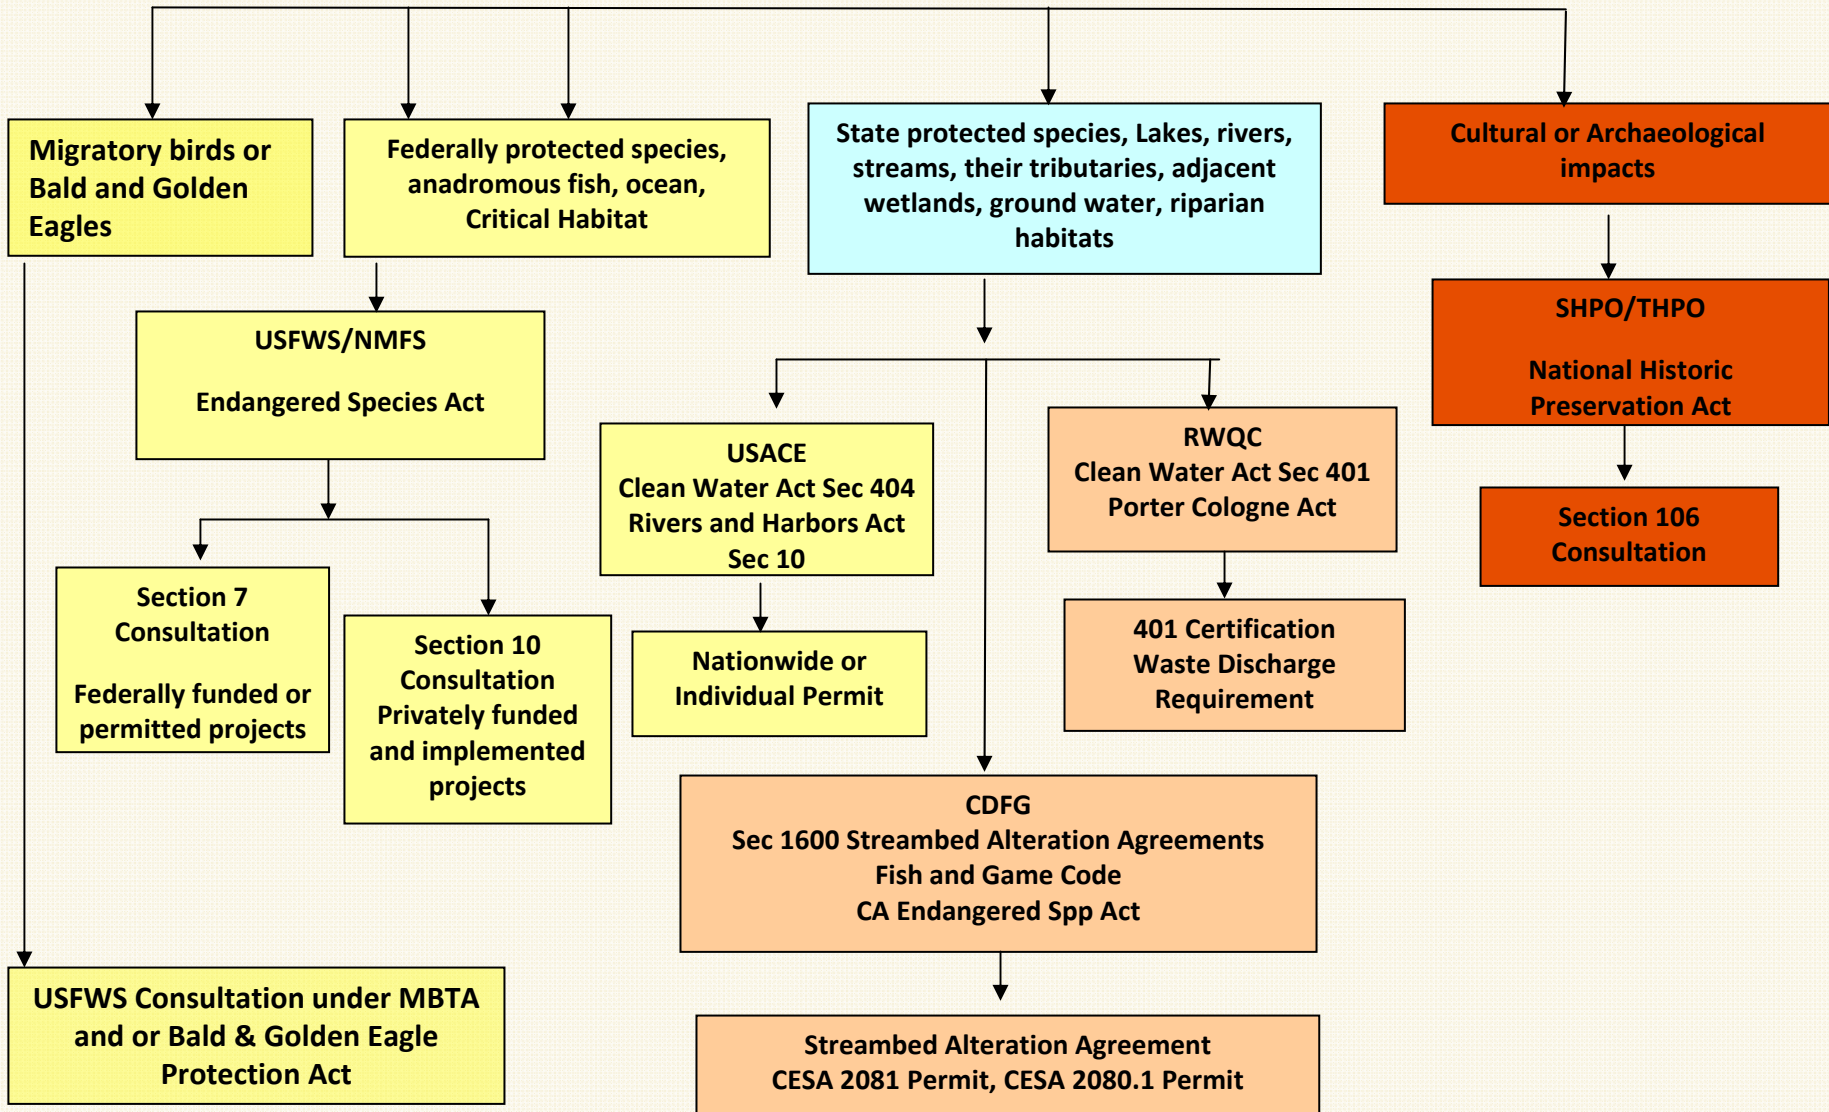 Migratory birds or
Bald and Golden
Eagles
Federally protected species,
anadromous fish, ocean,
Critical Habitat
State protected species, Lakes, rivers,
streams, their tributaries, adjacent
wetlands, ground water, riparian
habitats
Cultural or Archaeological
impacts
USFWS/NMFS
Endangered Species Act
SHPO/THPO
National Historic
Preservation Act
USACE
Clean Water Act Sec 404
Rivers and Harbors Act
Sec 10
RWQC
Clean Water Act Sec 401
Porter Cologne Act
Section 106
Consultation
Section 7
Consultation
Federally funded or
permitted projects
Section 10
Consultation
Privately funded
and implemented
projects
Nationwide or
Individual Permit
401 Certification
Waste Discharge
Requirement
CDFG
Sec 1600 Streambed Alteration Agreements
Fish and Game Code
CA Endangered Spp Act
USFWS Consultation under MBTA
and or Bald & Golden Eagle
Protection Act
Streambed Alteration Agreement
CESA 2081 Permit, CESA 2080.1 Permit